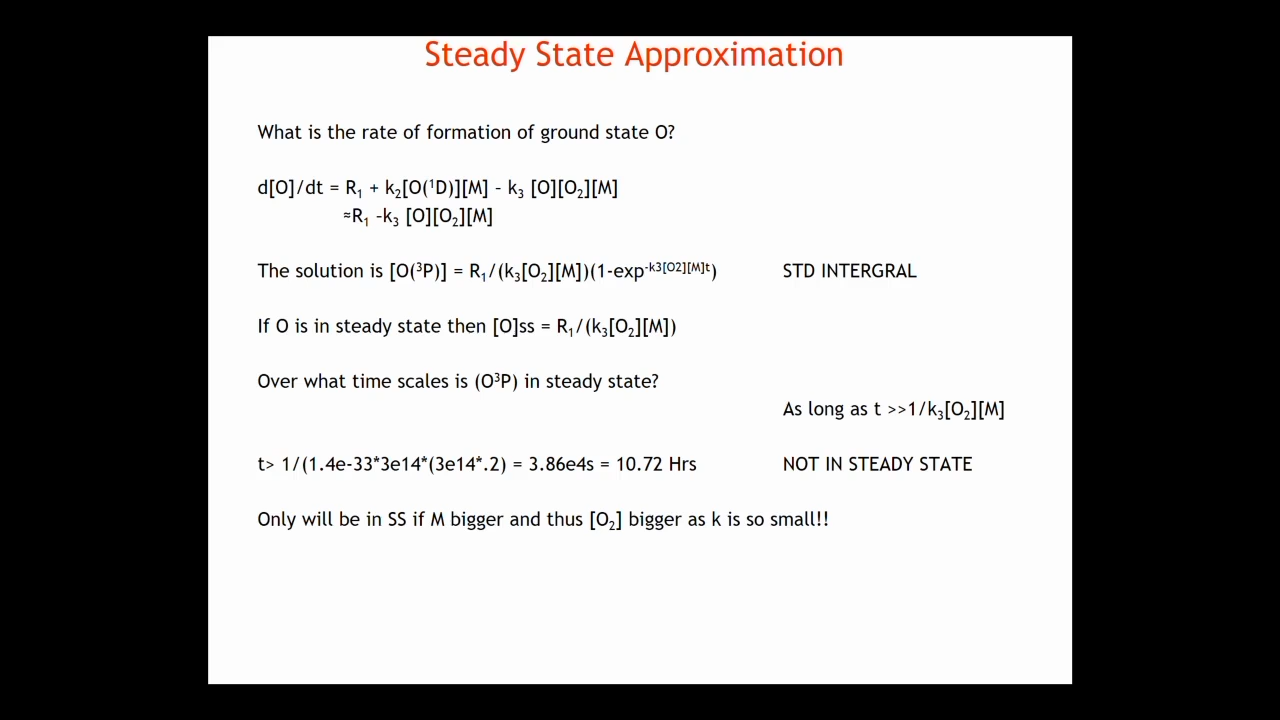 Steady State Approximation
What is the rate of formation of ground state O?
d[O]/dt = R₁ + k₂[O(¹D)][M] – k₃ [O][O₂][M]
≈R₁ –k₃ [O][O₂][M]
The solution is [O(³P)] = R₁/(k₃[O₂][M])(1-exp⁻ᵏ³[O2][M]t) STD INTERGRAL
If O is in steady state then [O]ss = R₁/(k₃[O₂][M])
Over what time scales is (O³P) in steady state?
As long as t >>1/k₃[O₂][M]
t> 1/(1.4e-33*3e14*(3e14*.2) = 3.86e4s = 10.72 Hrs NOT IN STEADY STATE
Only will be in SS if M bigger and thus [O₂] bigger as k is so small!!